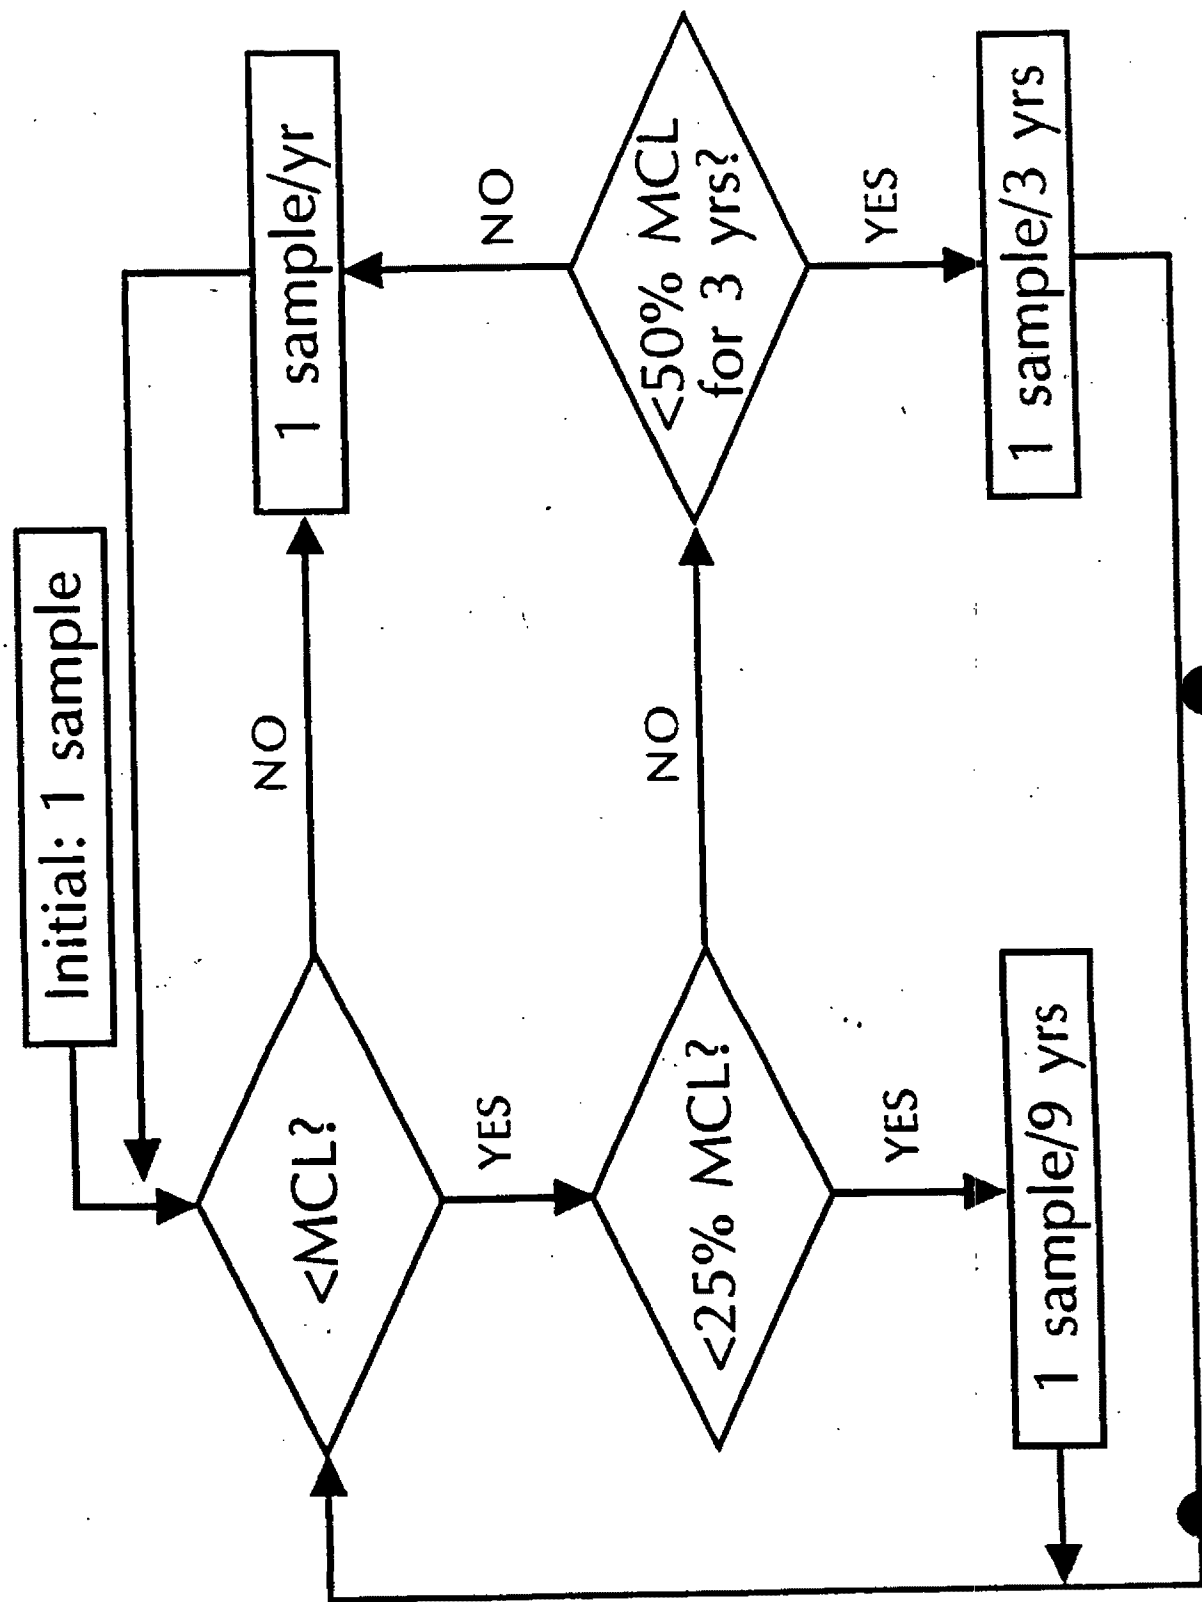 Initial: 1 sample
<MCL?
NO
1 sample/yr
YES
NO
<25% MCL?
NO
<50% MCL
for 3 yrs?
YES
YES
1 sample/9 yrs
1 sample/3 yrs